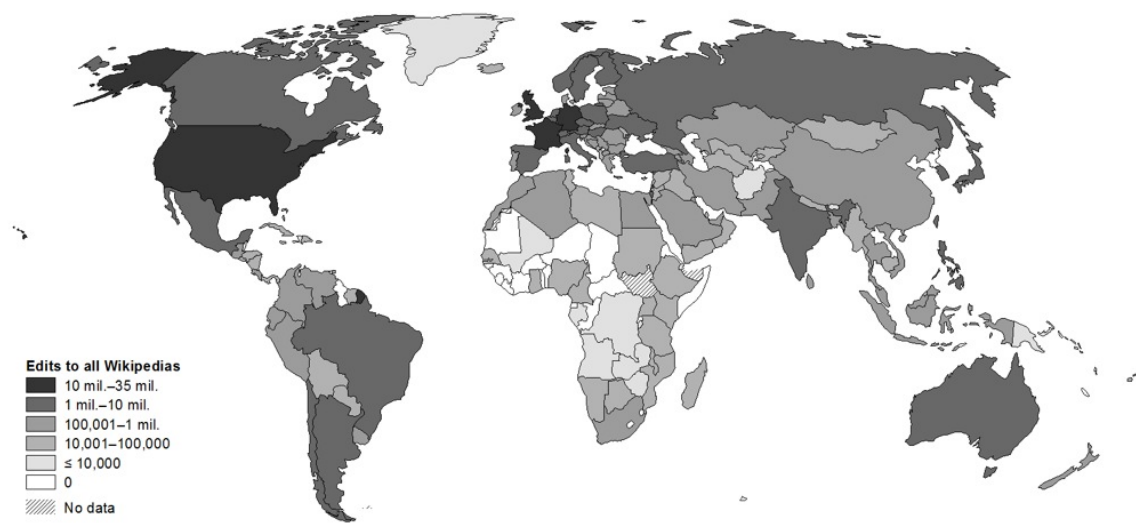 Edits to all Wikipedias
10 mil.–35 mil.
1 mil.–10 mil.
100,001–1 mil.
10,001–100,000
≤ 10,000
0
No data